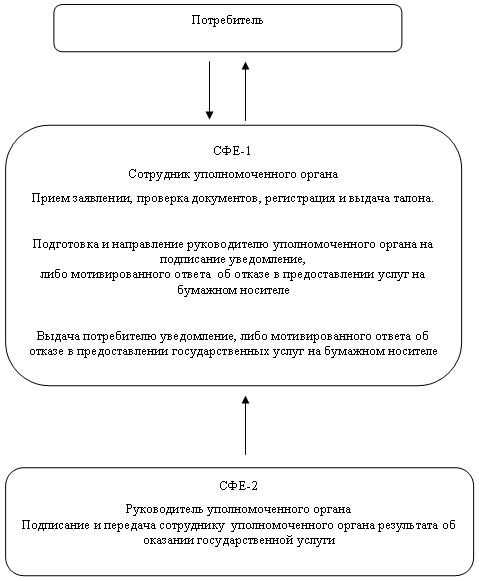 Потребитель
СФЕ-1
Сотрудник уполномоченного органа
Прием заявлении, проверка документов, регистрация и выдача талона.
Подготовка и направление руководителю уполномоченного органа на
подписание уведомление,
либо мотивированного ответа об отказе в предоставлении услуг на
бумажном носителе
Выдача потребителю уведомление, либо мотивированного ответа об
отказе в предоставлении государственных услуг на бумажном носителе
СФЕ-2
Руководитель уполномоченного органа
Подписание и передача сотруднику уполномоченного органа результата об
оказании государственной услуги